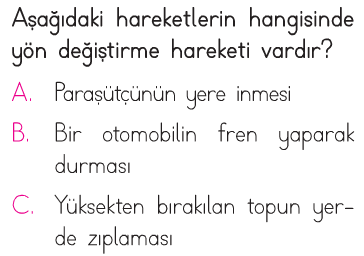 Aşağıdaki hareketlerin hangisinde
yön değiştirme hareketi vardır?
A. Paraşütçünün yere inmesi
B. Bir otomobilin fren yaparak
durması
C. Yüksekten bırakılan topun yer-
de zıplaması